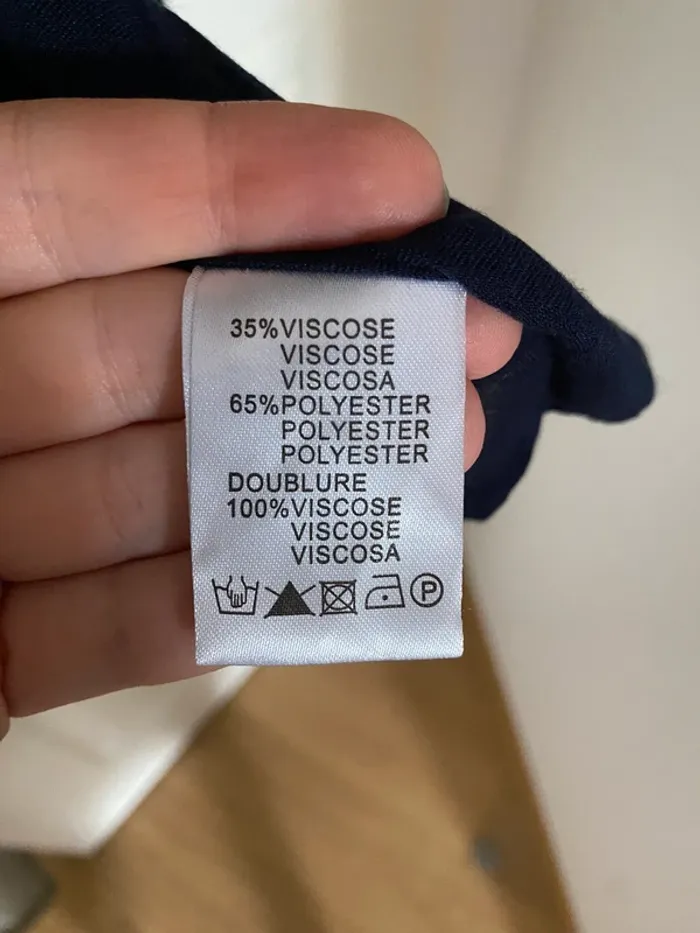 35%VISCOSE
VISCOSE
VISCOSA
65%POLYESTER
POLYESTER
POLYESTER
DOUBLURE
100%VISCOSE
VISCOSE
VISCOSA
P